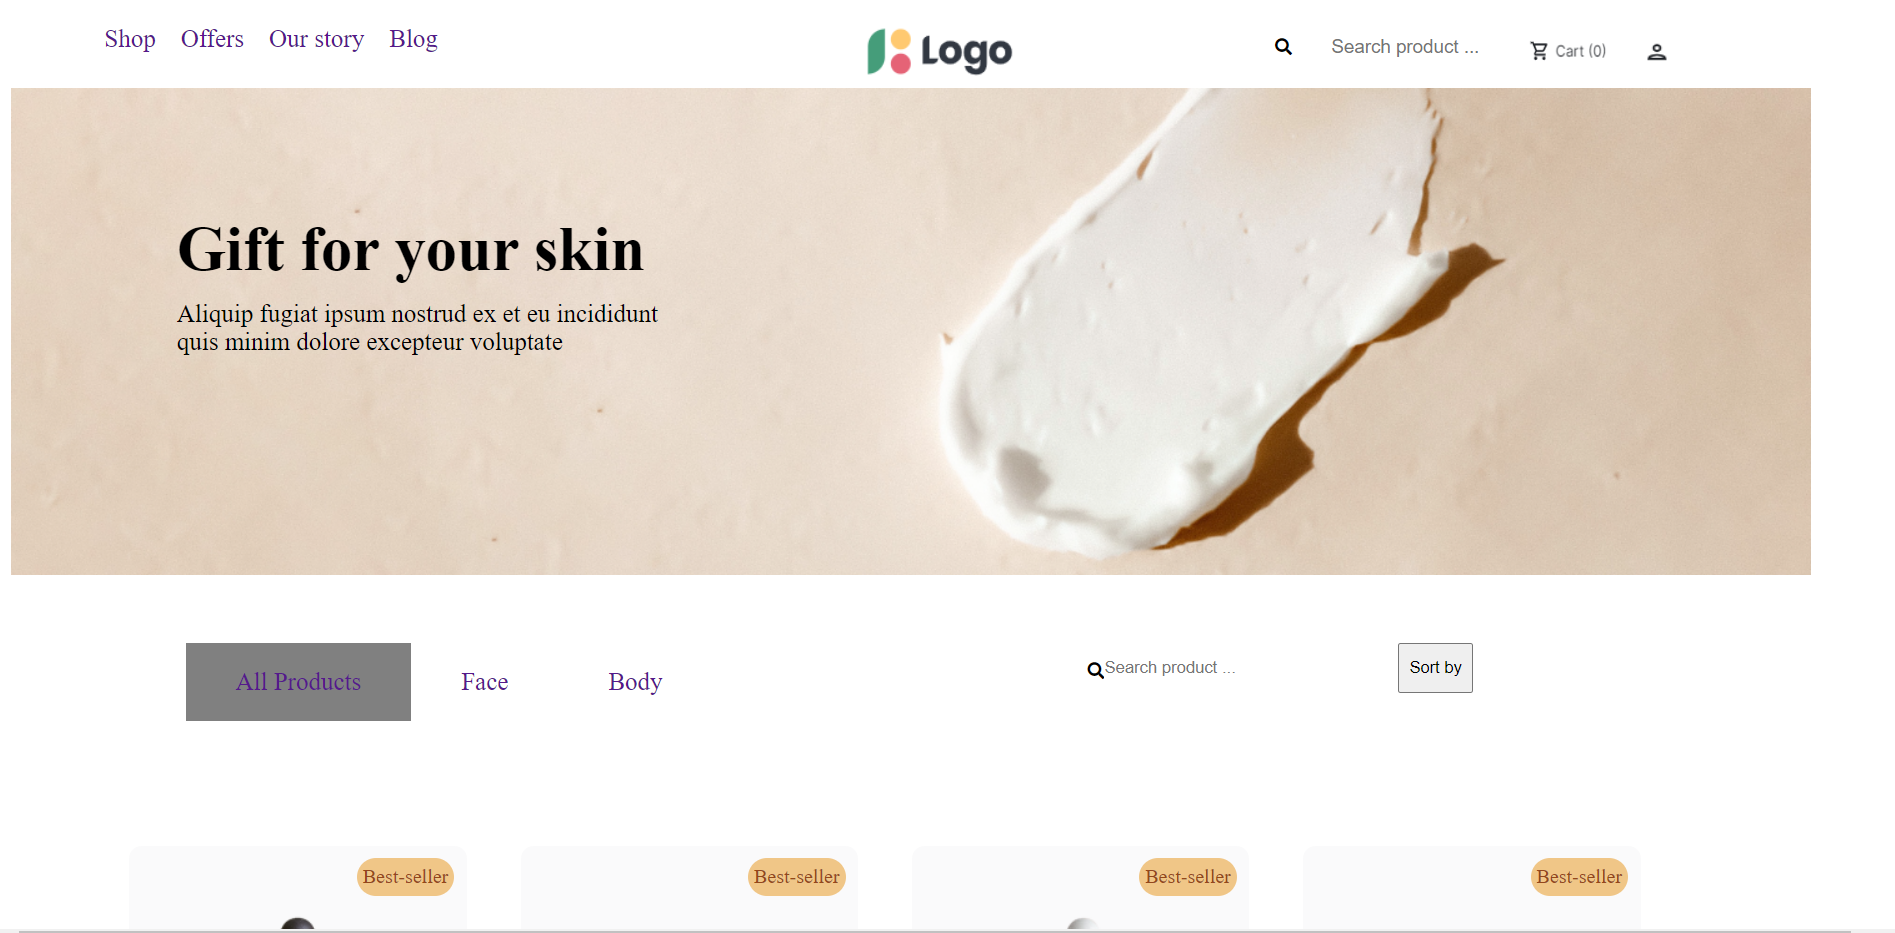 Shop Offers Our story Blog
Logo
Search product ...
Cart (0)
Gift for your skin
Aliquip fugiat ipsum nostrud ex et eu incididunt
quis minim dolore excepteur voluptate
All Products Face Body
Search product ...
Sort by
Best-seller
Best-seller
Best-seller
Best-seller